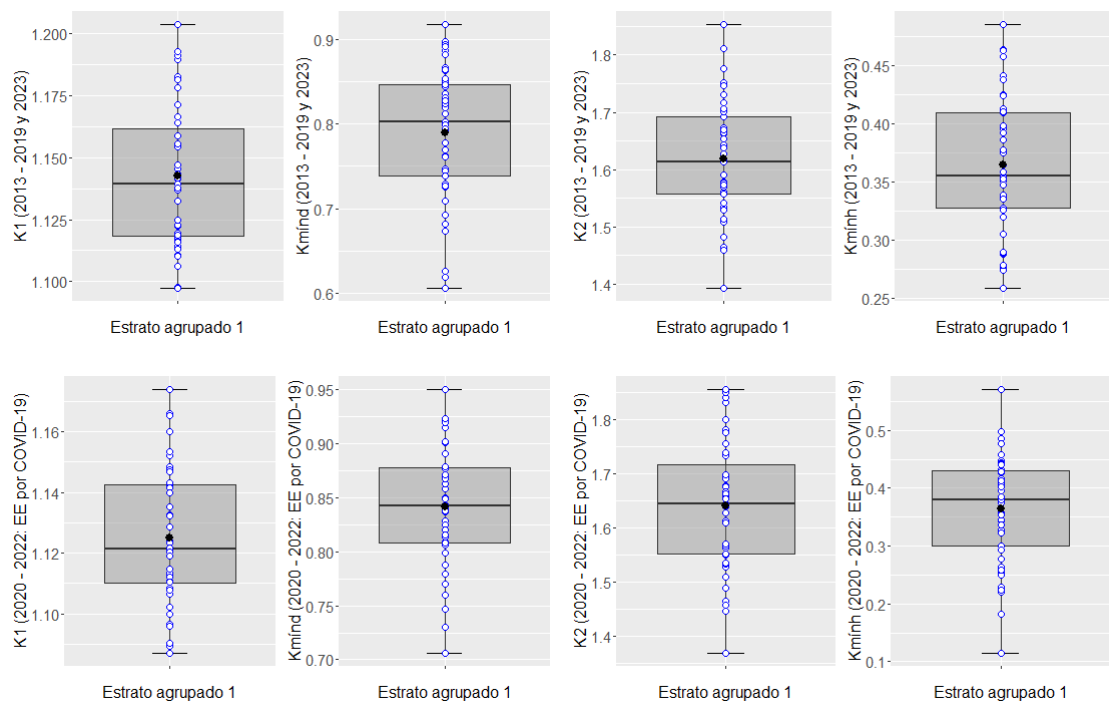 K1 (2013 - 2019 y 2023)
1.200
1.175
1.150
1.125
1.100
Estrato agrupado 1
Kmínd (2013 - 2019 y 2023)
0.9
0.8
0.7
0.6
Estrato agrupado 1
K2 (2013 - 2019 y 2023)
1.8
1.7
1.6
1.5
1.4
Estrato agrupado 1
Kmính (2013 - 2019 y 2023)
0.45
0.40
0.35
0.30
0.25
Estrato agrupado 1
K1 (2020 - 2022: EE por COVID-19)
1.16
1.14
1.12
1.10
Estrato agrupado 1
Kmínd (2020 - 2022: EE por COVID-19)
0.95
0.90
0.85
0.80
0.75
0.70
Estrato agrupado 1
K2 (2020 - 2022: EE por COVID-19)
1.8
1.7
1.6
1.5
1.4
Estrato agrupado 1
Kmính (2020 - 2022: EE por COVID-19)
0.5
0.4
0.3
0.2
0.1
Estrato agrupado 1